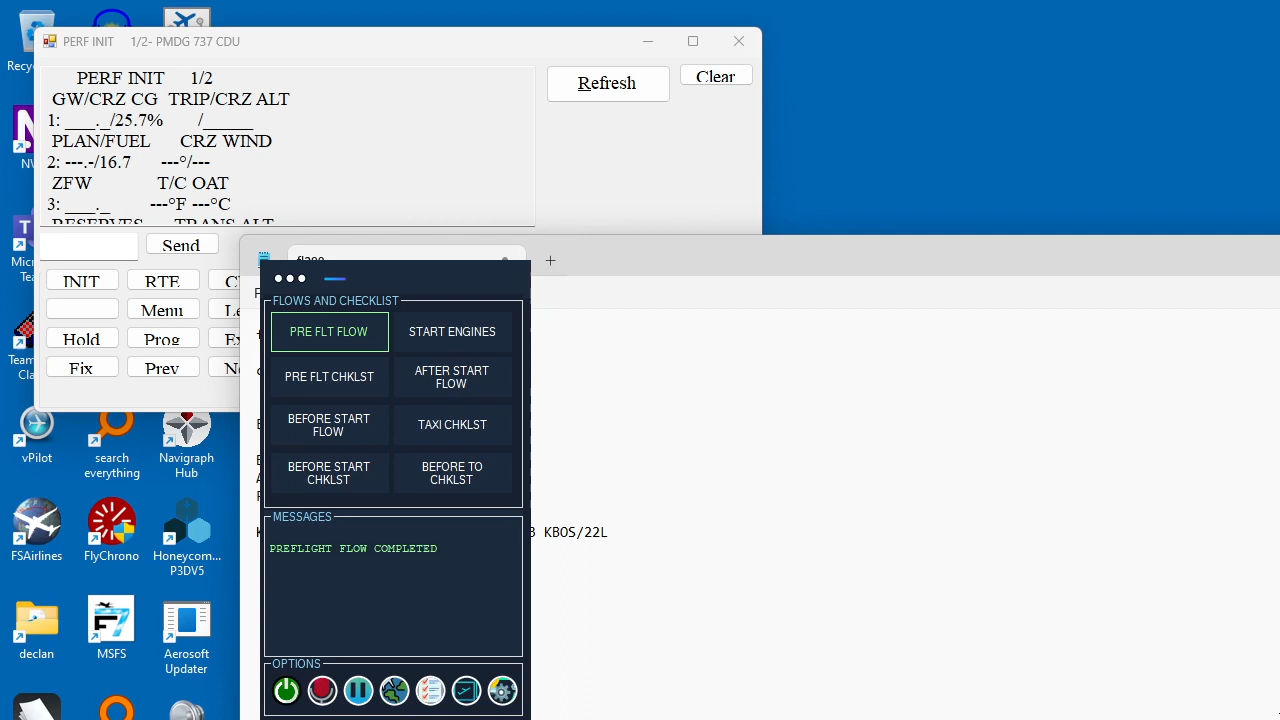 Recy
PERF INIT 1/2- PMDG 737 CDU
PERF INIT 1/2
GW/CRZ CG TRIP/CRZ ALT
1: ___._/25.7% /_____
PLAN/FUEL CRZ WIND
2: ---.-/16.7 ---°/---
ZFW T/C OAT
3: ___._ ---°F ---°C
RESERVES TRANS ALT
Refresh
Clear
Send
INIT
RTE
Menu
Hold
Prog
Fix
Prev
FLOWS AND CHECKLIST
PRE FLT FLOW
START ENGINES
PRE FLT CHKLST
AFTER START
FLOW
BEFORE START
FLOW
TAXI CHKLST
BEFORE START
CHKLST
BEFORE TO
CHKLST
MESSAGES
PREFLIGHT FLOW COMPLETED
OPTIONS
KBOS/22L
vPilot
search
everything
Navigraph
Hub
FSAirlines
FlyChrono
Honeycom...
P3DV5
declan
MSFS
Aerosoft
Updater